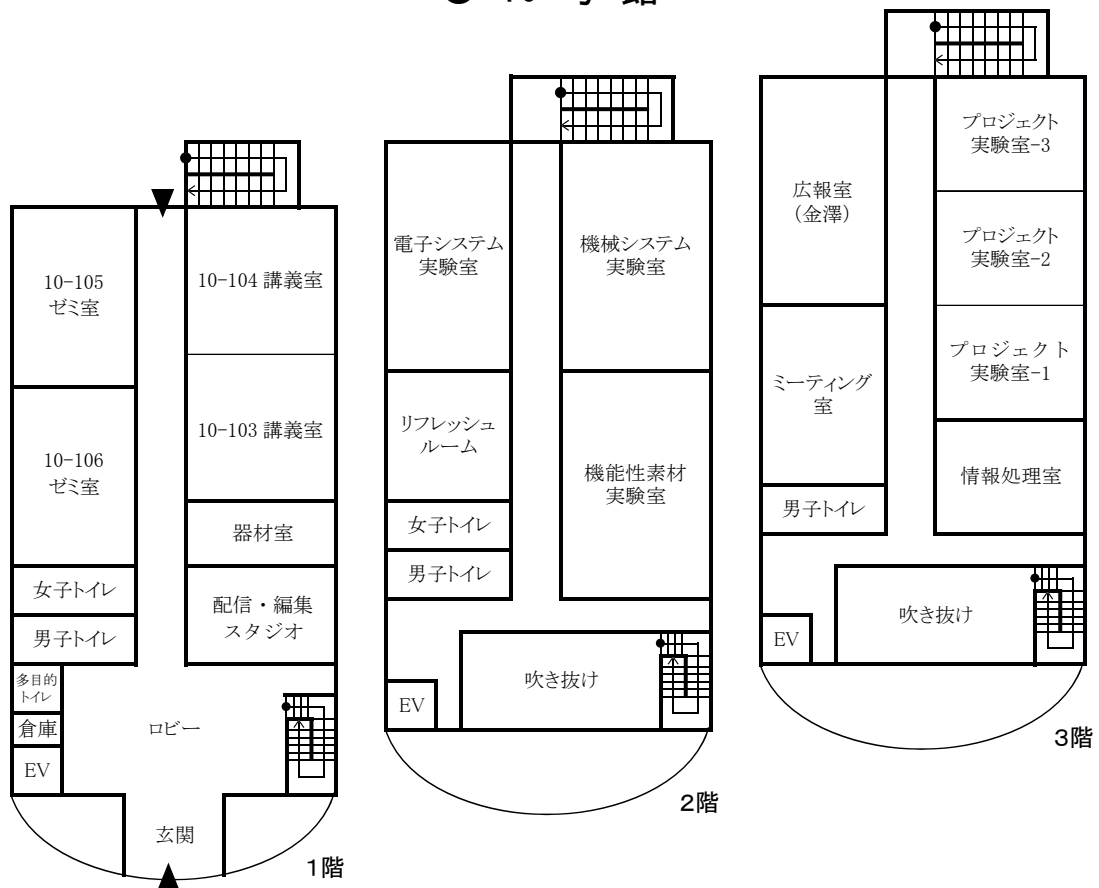 10-105
ゼミ室
10-104 講義室
10-106
ゼミ室
10-103 講義室
器材室
女子トイレ
男子トイレ
配信・編集
スタジオ
多目的
トイレ
倉庫
EV
ロビー
玄関
1階
電子システム
実験室
機械システム
実験室
リフレッシュ
ルーム
機能性素材
実験室
女子トイレ
男子トイレ
吹き抜け
EV
2階
広報室
（金澤）
プロジェクト
実験室-3
プロジェクト
実験室-2
プロジェクト
実験室-1
ミーティング
室
情報処理室
男子トイレ
吹き抜け
EV
3階